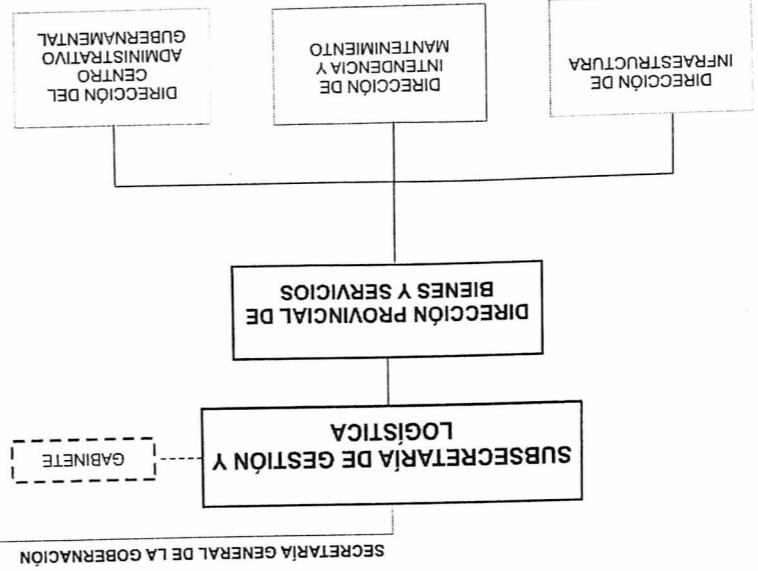 SECRETARÍA GENERAL DE LA GOBERNACIÓN
SUBSECRETARÍA DE GESTIÓN Y
LOGÍSTICA
GABINETE
DIRECCIÓN PROVINCIAL DE
BIENES Y SERVICIOS
DIRECCIÓN DE
INFRAESTRUCTURA
DIRECCIÓN DE
INTENDENCIA Y
MANTENIMIENTO
DIRECCIÓN DEL
CENTRO
ADMINISTRATIVO
GUBERNAMENTAL